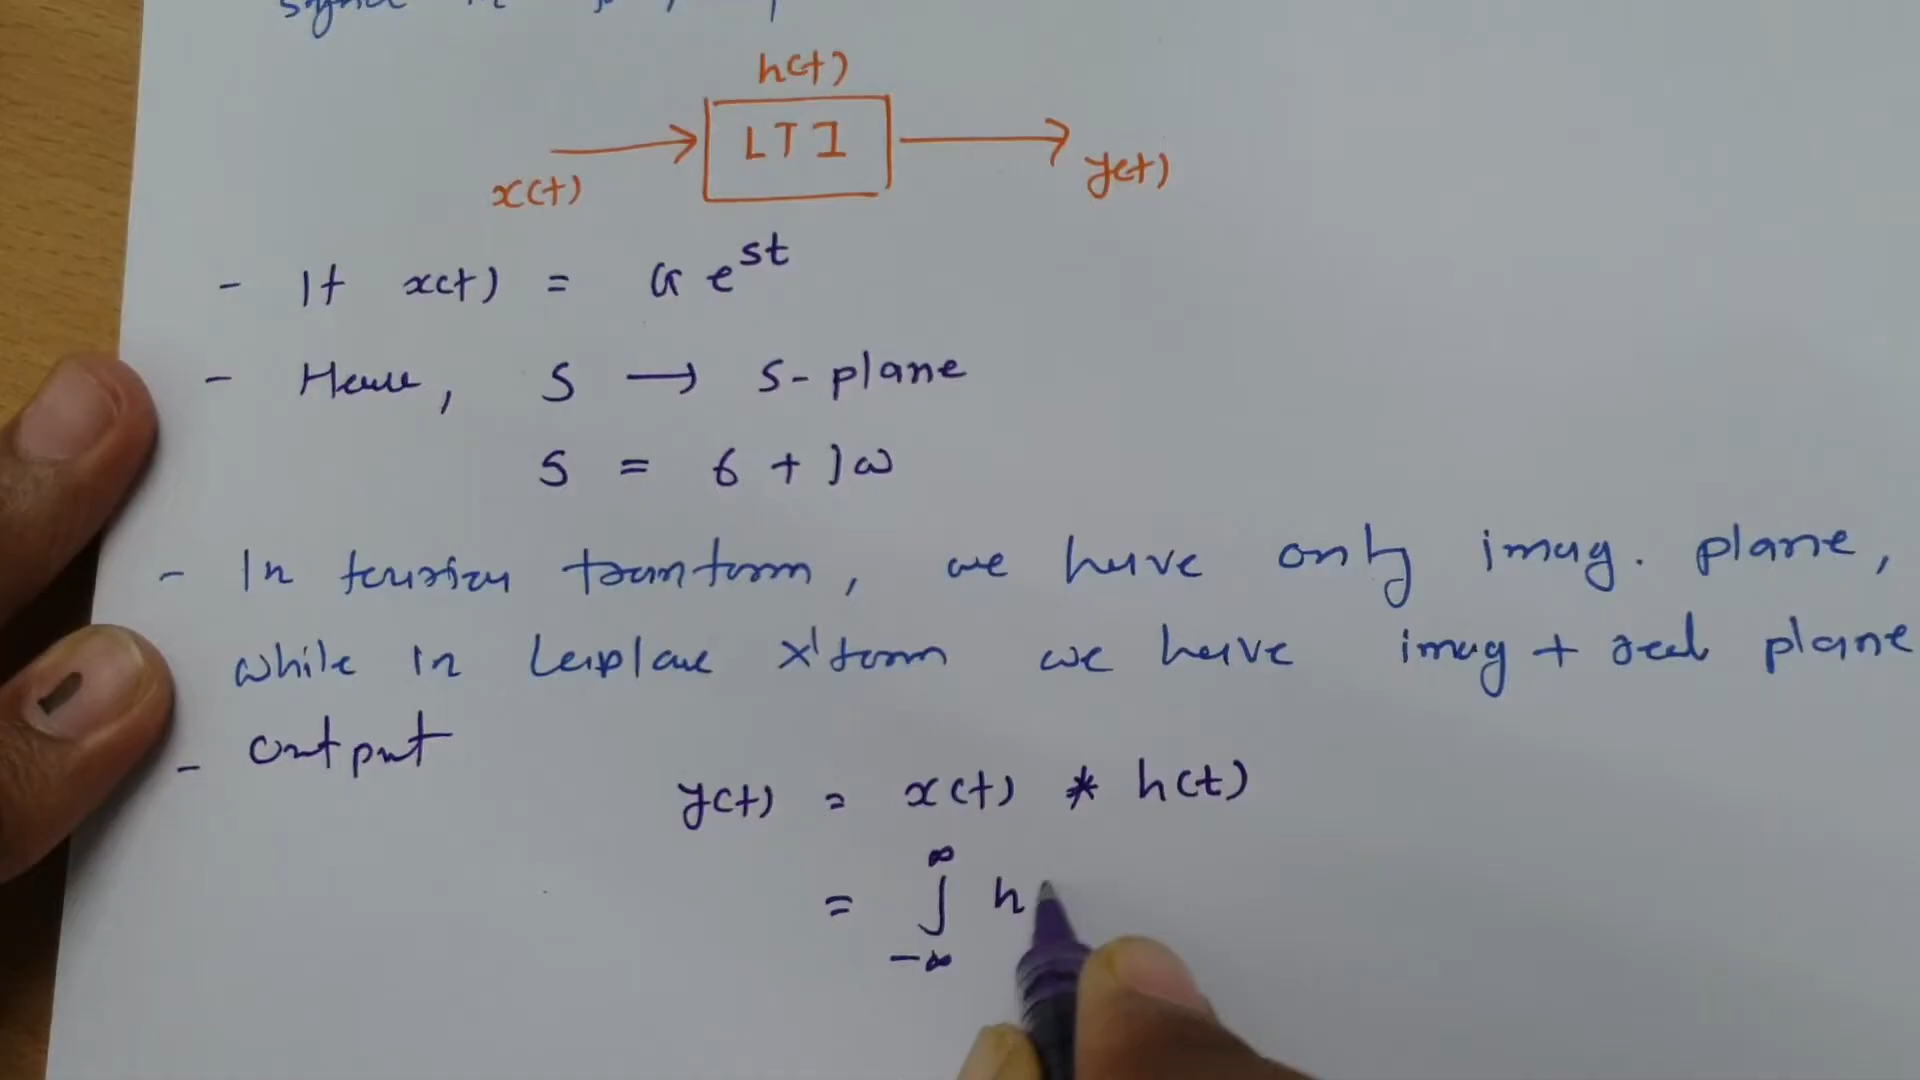 h(t)
LTI
x(t)
y(t)
- If x(t) = G e^st
- Here, S → S-plane
S = 6 + jω
- In fourier transform, we have only imag. plane,
while in Laplace X'form we have imag + real plane
- output
y(t) = x(t) * h(t)
= ∫ ∞ -∞ h